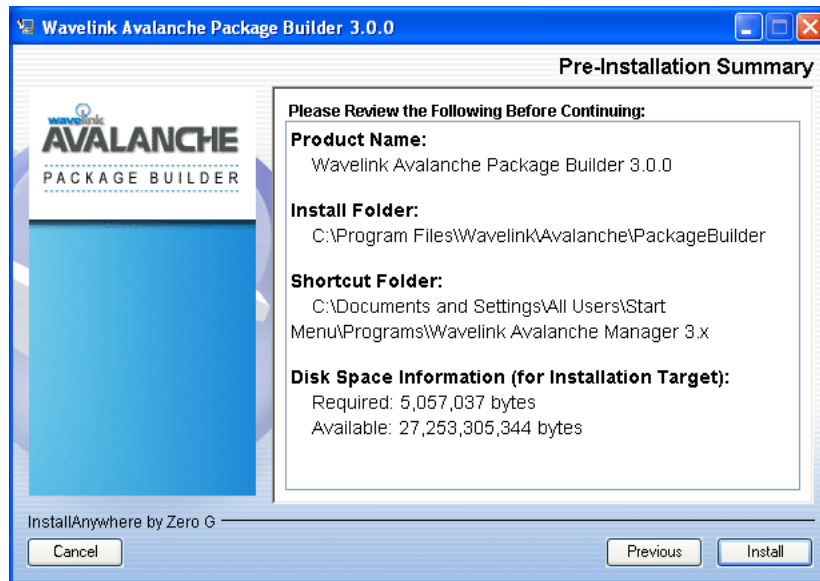 Wavelink Avalanche Package Builder 3.0.0
Pre-Installation Summary
wavelink
AVALANCHE
PACKAGE BUILDER
Please Review the Following Before Continuing:
Product Name:
Wavelink Avalanche Package Builder 3.0.0
Install Folder:
C:\Program Files\Wavelink\Avalanche\PackageBuilder
Shortcut Folder:
C:\Documents and Settings\All Users\Start
Menu\Programs\Wavelink Avalanche Manager 3.x
Disk Space Information (for Installation Target):
Required: 5,057,037 bytes
Available: 27,253,305,344 bytes
InstallAnywhere by Zero G
Cancel
Previous
Install